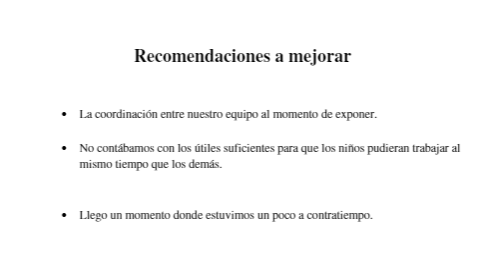 Recomendaciones a mejorar
• La coordinación entre nuestro equipo al momento de exponer.
• No contábamos con los útiles suficientes para que los niños pudieran trabajar al
mismo tiempo que los demás.
• Llego un momento donde estuvimos un poco a contratiempo.